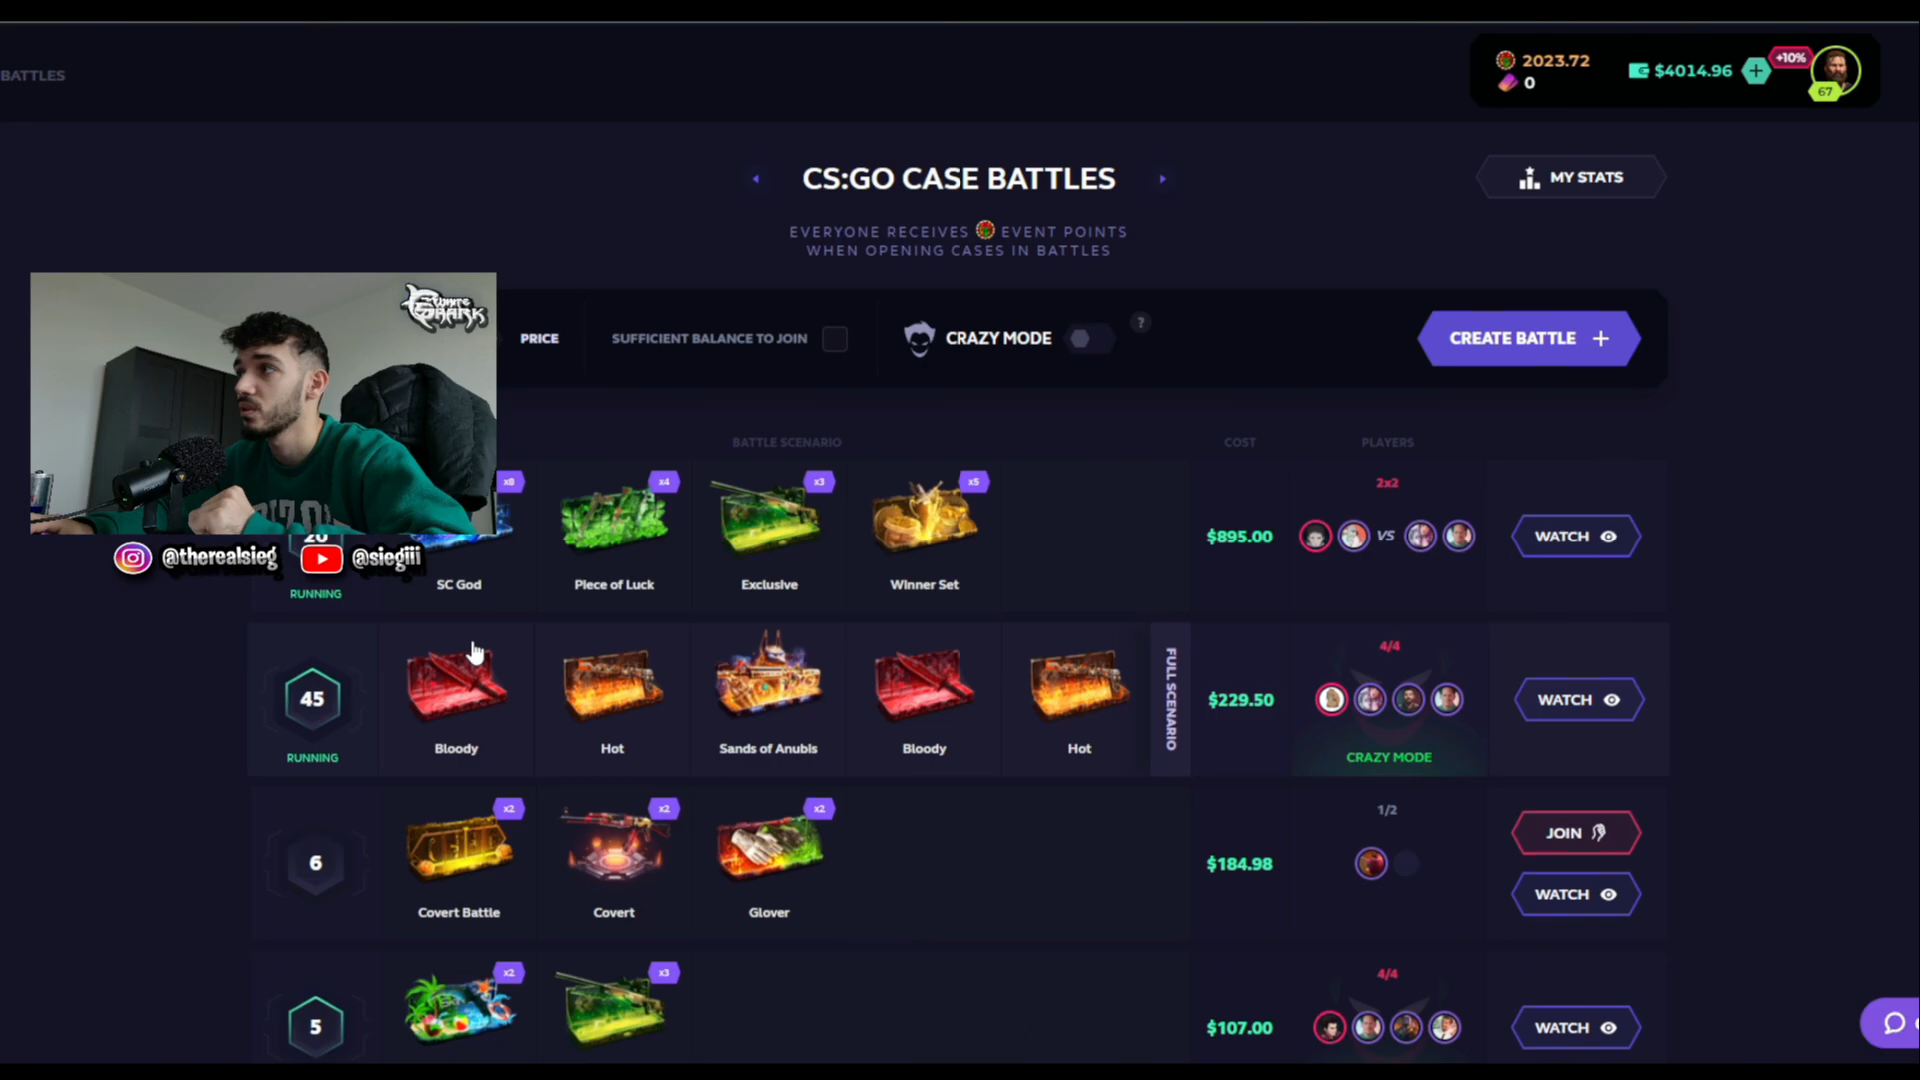 BATTLES
2023.72
0
$4014.96
+10%
67
CS:GO CASE BATTLES
MY STATS
EVERYONE RECEIVES EVENT POINTS
WHEN OPENING CASES IN BATTLES
SHARK
PRICE
SUFFICIENT BALANCE TO JOIN
CRAZY MODE
?
CREATE BATTLE +
BATTLE SCENARIO
COST
PLAYERS
x8
x4
x3
x5
2x2
20
$895.00
VS
WATCH
@therealsieg
@siegiii
SC God
Piece of Luck
Exclusive
Winner Set
RUNNING
45
RUNNING
Bloody
Hot
Sands of Anubis
Bloody
Hot
FULL SCENARIO
$229.50
4/4
CRAZY MODE
WATCH
6
x2
x2
x2
Covert Battle
Covert
Glover
$184.98
1/2
JOIN
WATCH
5
x2
x3
$107.00
4/4
WATCH